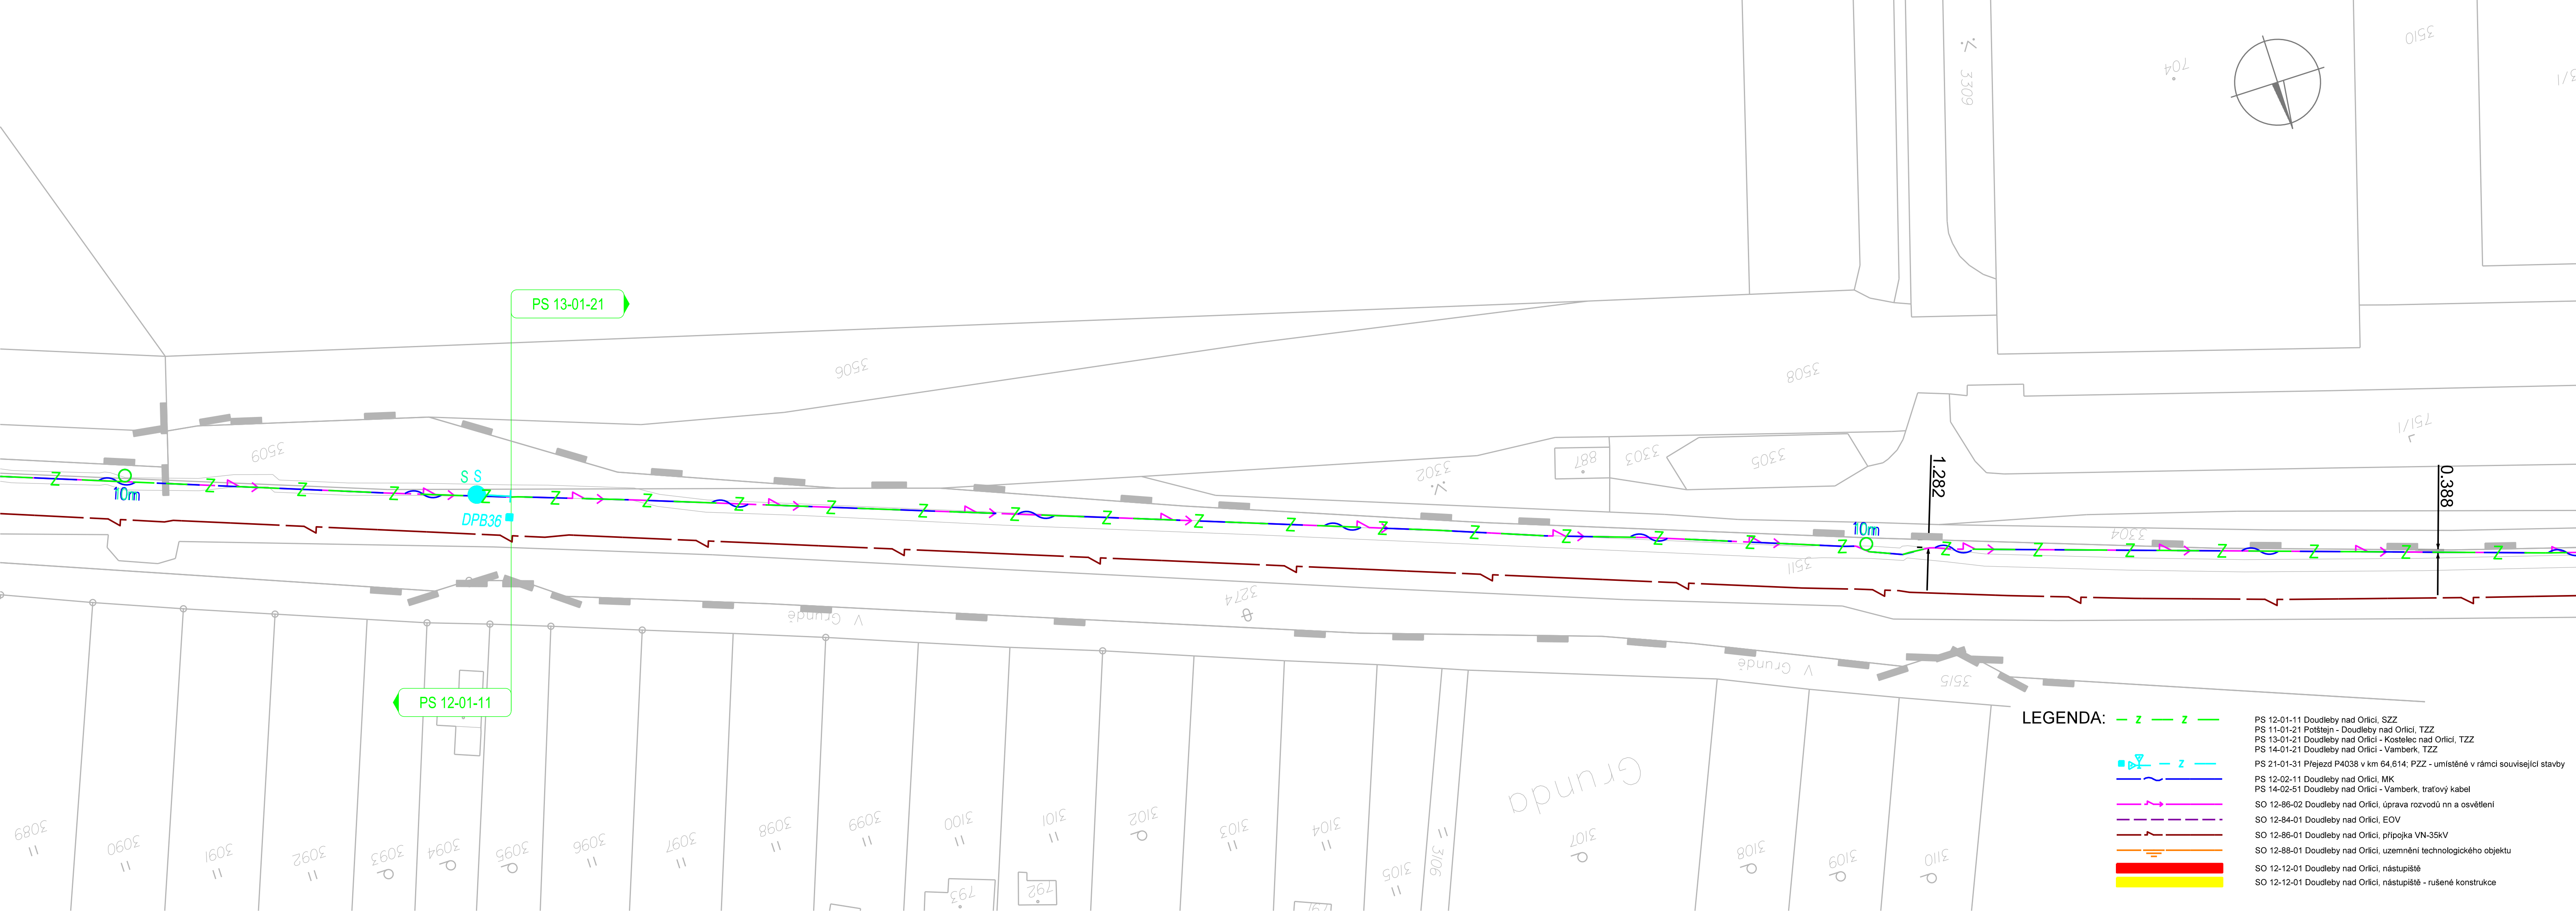 3510
704
3309
3/1
PS 13-01-21
3506
3508
751/1
3509
S S
10m
DPB36
3302
887
3303
3305
1.282
0.388
10m
3304
3511
3274
V Grundě
V Grundě
3515
PS 12-01-11
Grunda
3089
3090
3091
3092
3093
3094
3095
3096
3097
3098
3099
3100
3101
3102
3103
3104
3105
3106
3107
3108
3109
3110
793
792
791
LEGENDA:
Z Z
PS 12-01-11 Doudleby nad Orlicí, SZZ
PS 11-01-21 Potštejn - Doudleby nad Orlicí, TZZ
PS 13-01-21 Doudleby nad Orlicí - Kostelec nad Orlicí, TZZ
PS 14-01-21 Doudleby nad Orlicí - Vamberk, TZZ
Z
PS 21-01-31 Přejezd P4038 v km 64,614; PZZ - umístěné v rámci související stavby
PS 12-02-11 Doudleby nad Orlicí, MK
PS 14-02-51 Doudleby nad Orlicí - Vamberk, traťový kabel
SO 12-86-02 Doudleby nad Orlicí, úprava rozvodů nn a osvětlení
SO 12-84-01 Doudleby nad Orlicí, EOV
SO 12-86-01 Doudleby nad Orlicí, přípojka VN-35kV
SO 12-88-01 Doudleby nad Orlicí, uzemnění technologického objektu
SO 12-12-01 Doudleby nad Orlicí, nástupiště
SO 12-12-01 Doudleby nad Orlicí, nástupiště - rušené konstrukce